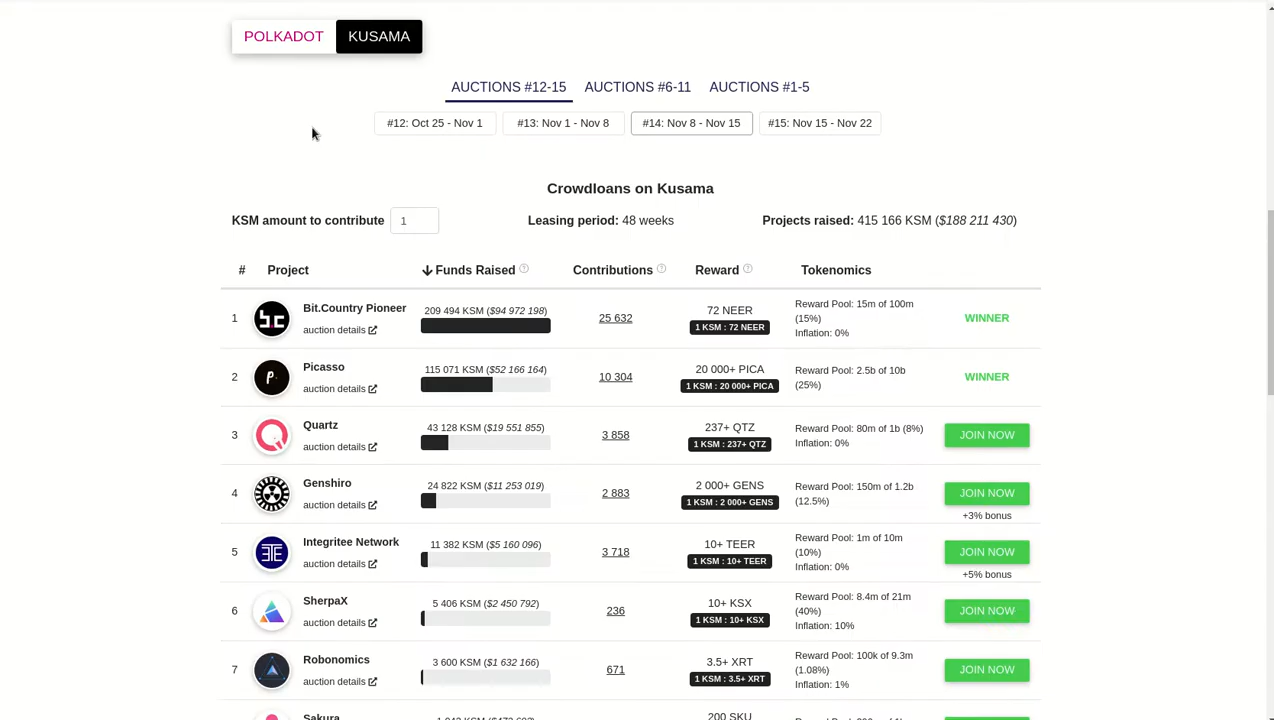 POLKADOT KUSAMA
AUCTIONS #12-15 AUCTIONS #6-11 AUCTIONS #1-5
#12: Oct 25 - Nov 1 #13: Nov 1 - Nov 8 #14: Nov 8 - Nov 15 #15: Nov 15 - Nov 22
Crowdloans on Kusama
KSM amount to contribute 1 Leasing period: 48 weeks Projects raised: 415 166 KSM ($188 211 430)
# Project Funds Raised Contributions Reward Tokenomics
1
Bit.Country Pioneer
auction details
209 494 KSM ($94 972 198)
25 632
72 NEER
1 KSM : 72 NEER
Reward Pool: 15m of 100m
(15%)
Inflation: 0%
WINNER
2
Picasso
auction details
115 071 KSM ($52 166 164)
10 304
20 000+ PICA
1 KSM : 20 000+ PICA
Reward Pool: 2.5b of 10b
(25%)
WINNER
3
Quartz
auction details
43 128 KSM ($19 551 855)
3 858
237+ QTZ
1 KSM : 237+ QTZ
Reward Pool: 80m of 1b (8%)
Inflation: 0%
JOIN NOW
4
Genshiro
auction details
24 822 KSM ($11 253 019)
2 883
2 000+ GENS
1 KSM : 2 000+ GENS
Reward Pool: 150m of 1.2b
(12.5%)
JOIN NOW
+3% bonus
5
Integritee Network
auction details
11 382 KSM ($5 160 096)
3 718
10+ TEER
1 KSM : 10+ TEER
Reward Pool: 1m of 10m
(10%)
Inflation: 0%
JOIN NOW
+5% bonus
6
SherpaX
auction details
5 406 KSM ($2 450 792)
236
10+ KSX
1 KSM : 10+ KSX
Reward Pool: 8.4m of 21m
(40%)
Inflation: 10%
JOIN NOW
7
Robonomics
auction details
3 600 KSM ($1 632 166)
671
3.5+ XRT
1 KSM : 3.5+ XRT
Reward Pool: 100k of 9.3m
(1.08%)
Inflation: 1%
JOIN NOW
Sakura
200 SKU